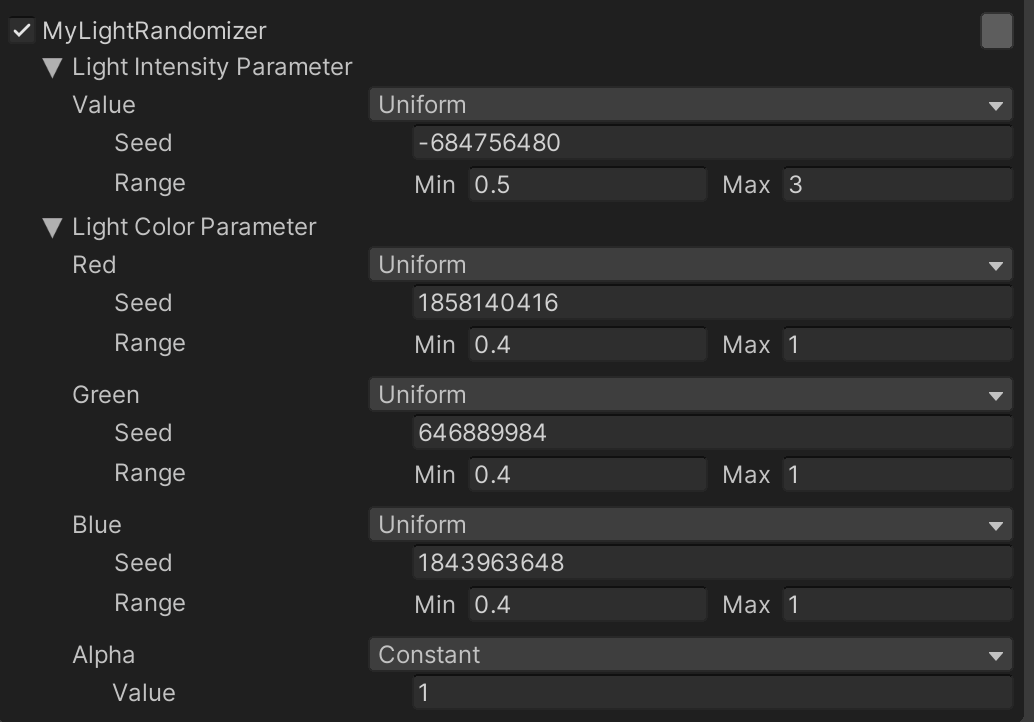 MyLightRandomizer
Light Intensity Parameter
Value Uniform
Seed -684756480
Range Min 0.5 Max 3
Light Color Parameter
Red Uniform
Seed 1858140416
Range Min 0.4 Max 1
Green Uniform
Seed 646889984
Range Min 0.4 Max 1
Blue Uniform
Seed 1843963648
Range Min 0.4 Max 1
Alpha Constant
Value 1